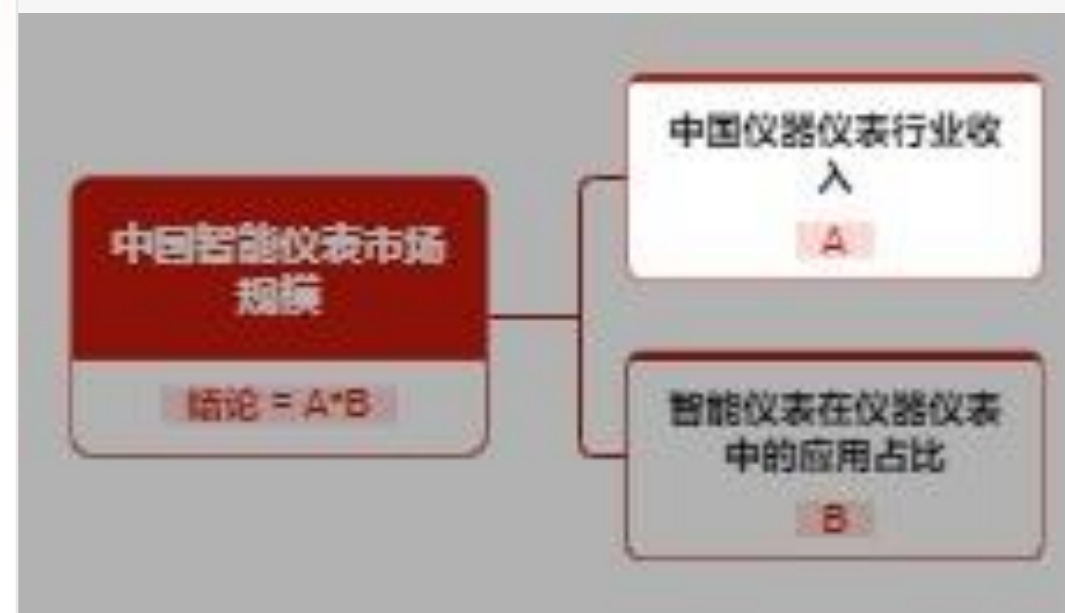 中国智能仪表市场
规模
结论 = A*B
中国仪器仪表行业收
入
A
智能仪表在仪器仪表
中的应用占比
B